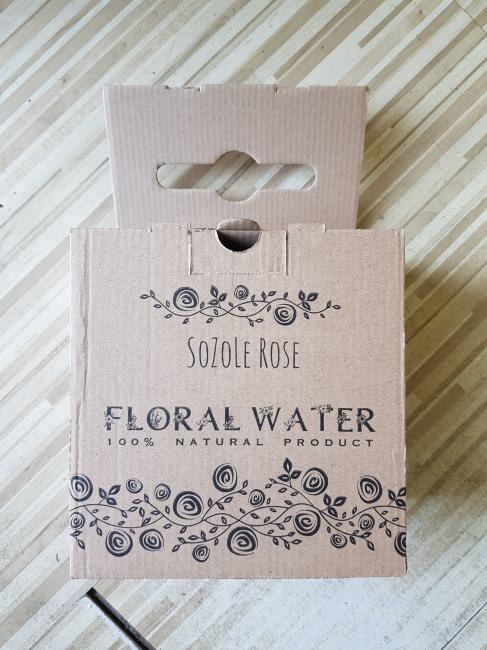 SoZoLe Rose
FLORAL WATER
100% NATURAL PRODUCT